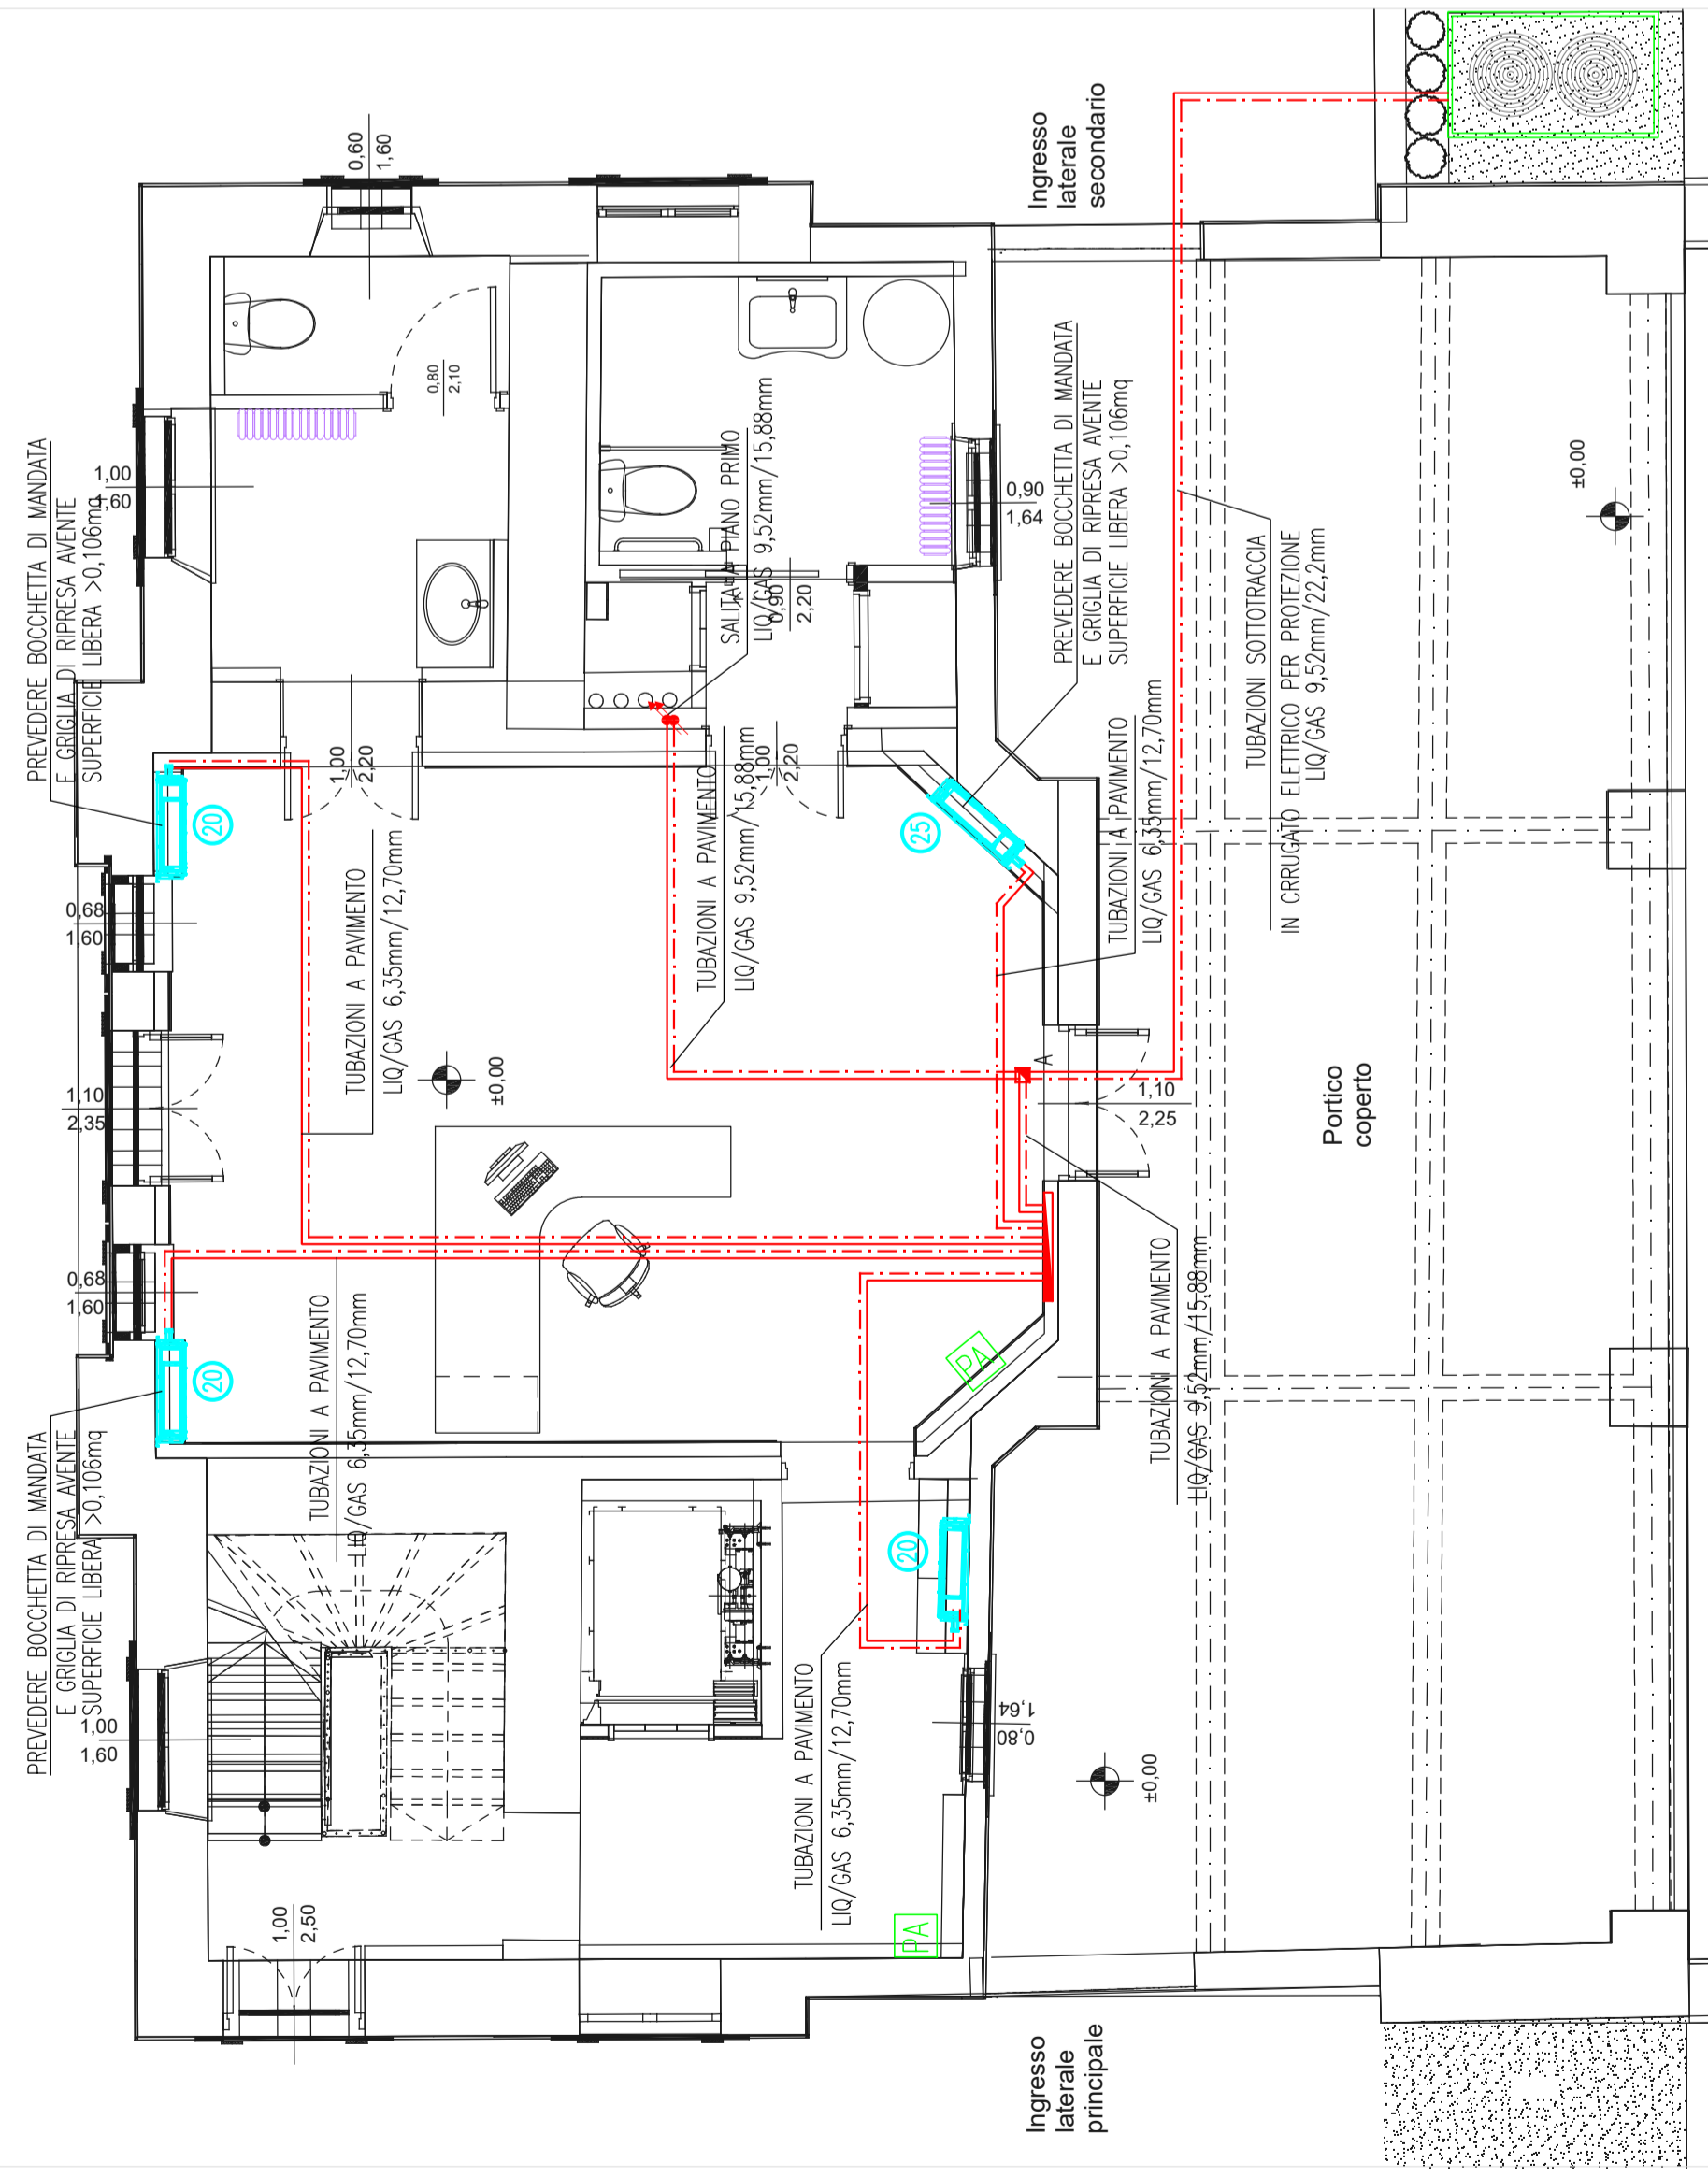 PREVEDERE BOCCHETTA DI MANDATA
E GRIGLIA DI RIPRESA AVENTE
SUPERFICIE LIBERA >0,106mq
1,00
1,60
0,60
1,60
0,80
2,10
Ingresso
laterale
secondario
SALITA A PIANO PRIMO
LIQ/GAS 9,52mm/15,88mm
0,90
2,20
0,90
1,64
PREVEDERE BOCCHETTA DI MANDATA
E GRIGLIA DI RIPRESA AVENTE
SUPERFICIE LIBERA >0,106mq
TUBAZIONI SOTTOTRACCIA
IN CRRUGATO ELETTRICO PER PROTEZIONE
LIQ/GAS 9,52mm/22,2mm
±0,00
20
1,00
2,20
1,00
2,20
25
0,68
1,60
TUBAZIONI A PAVIMENTO
LIQ/GAS 6,35mm/12,70mm
TUBAZIONI A PAVIMENTO
LIQ/GAS 9,52mm/15,88mm
TUBAZIONI A PAVIMENTO
LIQ/GAS 6,35mm/12,70mm
1,10
2,35
±0,00
A
1,10
2,25
Portico
coperto
0,68
1,60
20
TUBAZIONI A PAVIMENTO
LIQ/GAS 6,35mm/12,70mm
PA
TUBAZIONI A PAVIMENTO
LIQ/GAS 9,52mm/15,88mm
PREVEDERE BOCCHETTA DI MANDATA
E GRIGLIA DI RIPRESA AVENTE
SUPERFICIE LIBERA >0,106mq
1,00
1,60
20
TUBAZIONI A PAVIMENTO
LIQ/GAS 6,35mm/12,70mm
0,80
1,64
±0,00
1,00
2,50
PA
Ingresso
laterale
principale